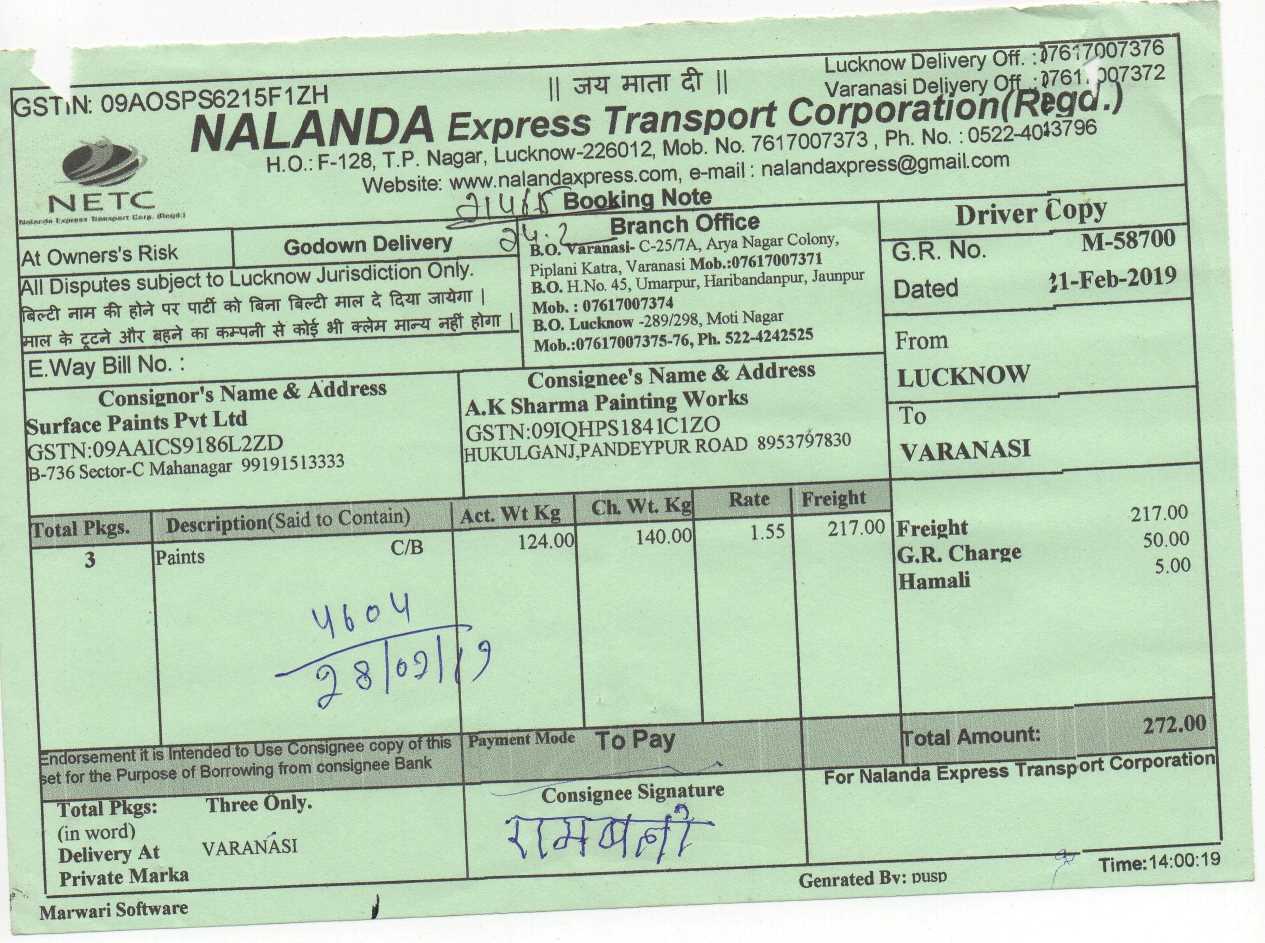 Lucknow Delivery Off. :07617007376
GSTIN: 09AOSPS6215F1ZH
|| जय माता दी ||
Varanasi Delivery Off. :07617007372
NALANDA Express Transport Corporation(Regd.)
H.O.: F-128, T.P. Nagar, Lucknow-226012, Mob. No. 7617007373 , Ph. No. : 0522-4043796
Website: www.nalandaxpress.com, e-mail : nalandaxpress@gmail.com
NETC
Nalanda Express Transport Corp. (Regd.)
Booking Note
At Owners's Risk
Godown Delivery
24.2
All Disputes subject to Lucknow Jurisdiction Only.
बिल्टी नाम की होने पर पार्टी को बिना बिल्टी माल दे दिया जायेगा |
माल के टूटने और बहने का कम्पनी से कोई भी क्लेम मान्य नहीं होगा |
E.Way Bill No. :
Branch Office
B.O. Varanasi- C-25/7A, Arya Nagar Colony,
Piplani Katra, Varanasi Mob.:07617007371
B.O. H.No. 45, Umarpur, Haribandanpur, Jaunpur
Mob. : 07617007374
B.O. Lucknow -289/298, Moti Nagar
Mob.:07617007375-76, Ph. 522-4242525
Driver Copy
G.R. No. M-58700
Dated 21-Feb-2019
From
LUCKNOW
To
VARANASI
Consignor's Name & Address
Surface Paints Pvt Ltd
GSTN:09AAICS9186L2ZD
B-736 Sector-C Mahanagar 99191513333
Consignee's Name & Address
A.K Sharma Painting Works
GSTN:09IQHPS1841C1ZO
HUKULGANJ,PANDEYPUR ROAD 8953797830
Total Pkgs. Description(Said to Contain) Act. Wt Kg Ch. Wt. Kg Rate Freight
3 Paints C/B 124.00 140.00 1.55 217.00
Freight 217.00
G.R. Charge 50.00
Hamali 5.00
4604
28/02/19
Endorsement it is Intended to Use Consignee copy of this
set for the Purpose of Borrowing from consignee Bank
Payment Mode To Pay
Total Amount: 272.00
Total Pkgs: Three Only.
(in word)
Delivery At VARANASI
Private Marka
Consignee Signature
रामबली
For Nalanda Express Transport Corporation
Genrated By: pusp
Time:14:00:19
Marwari Software